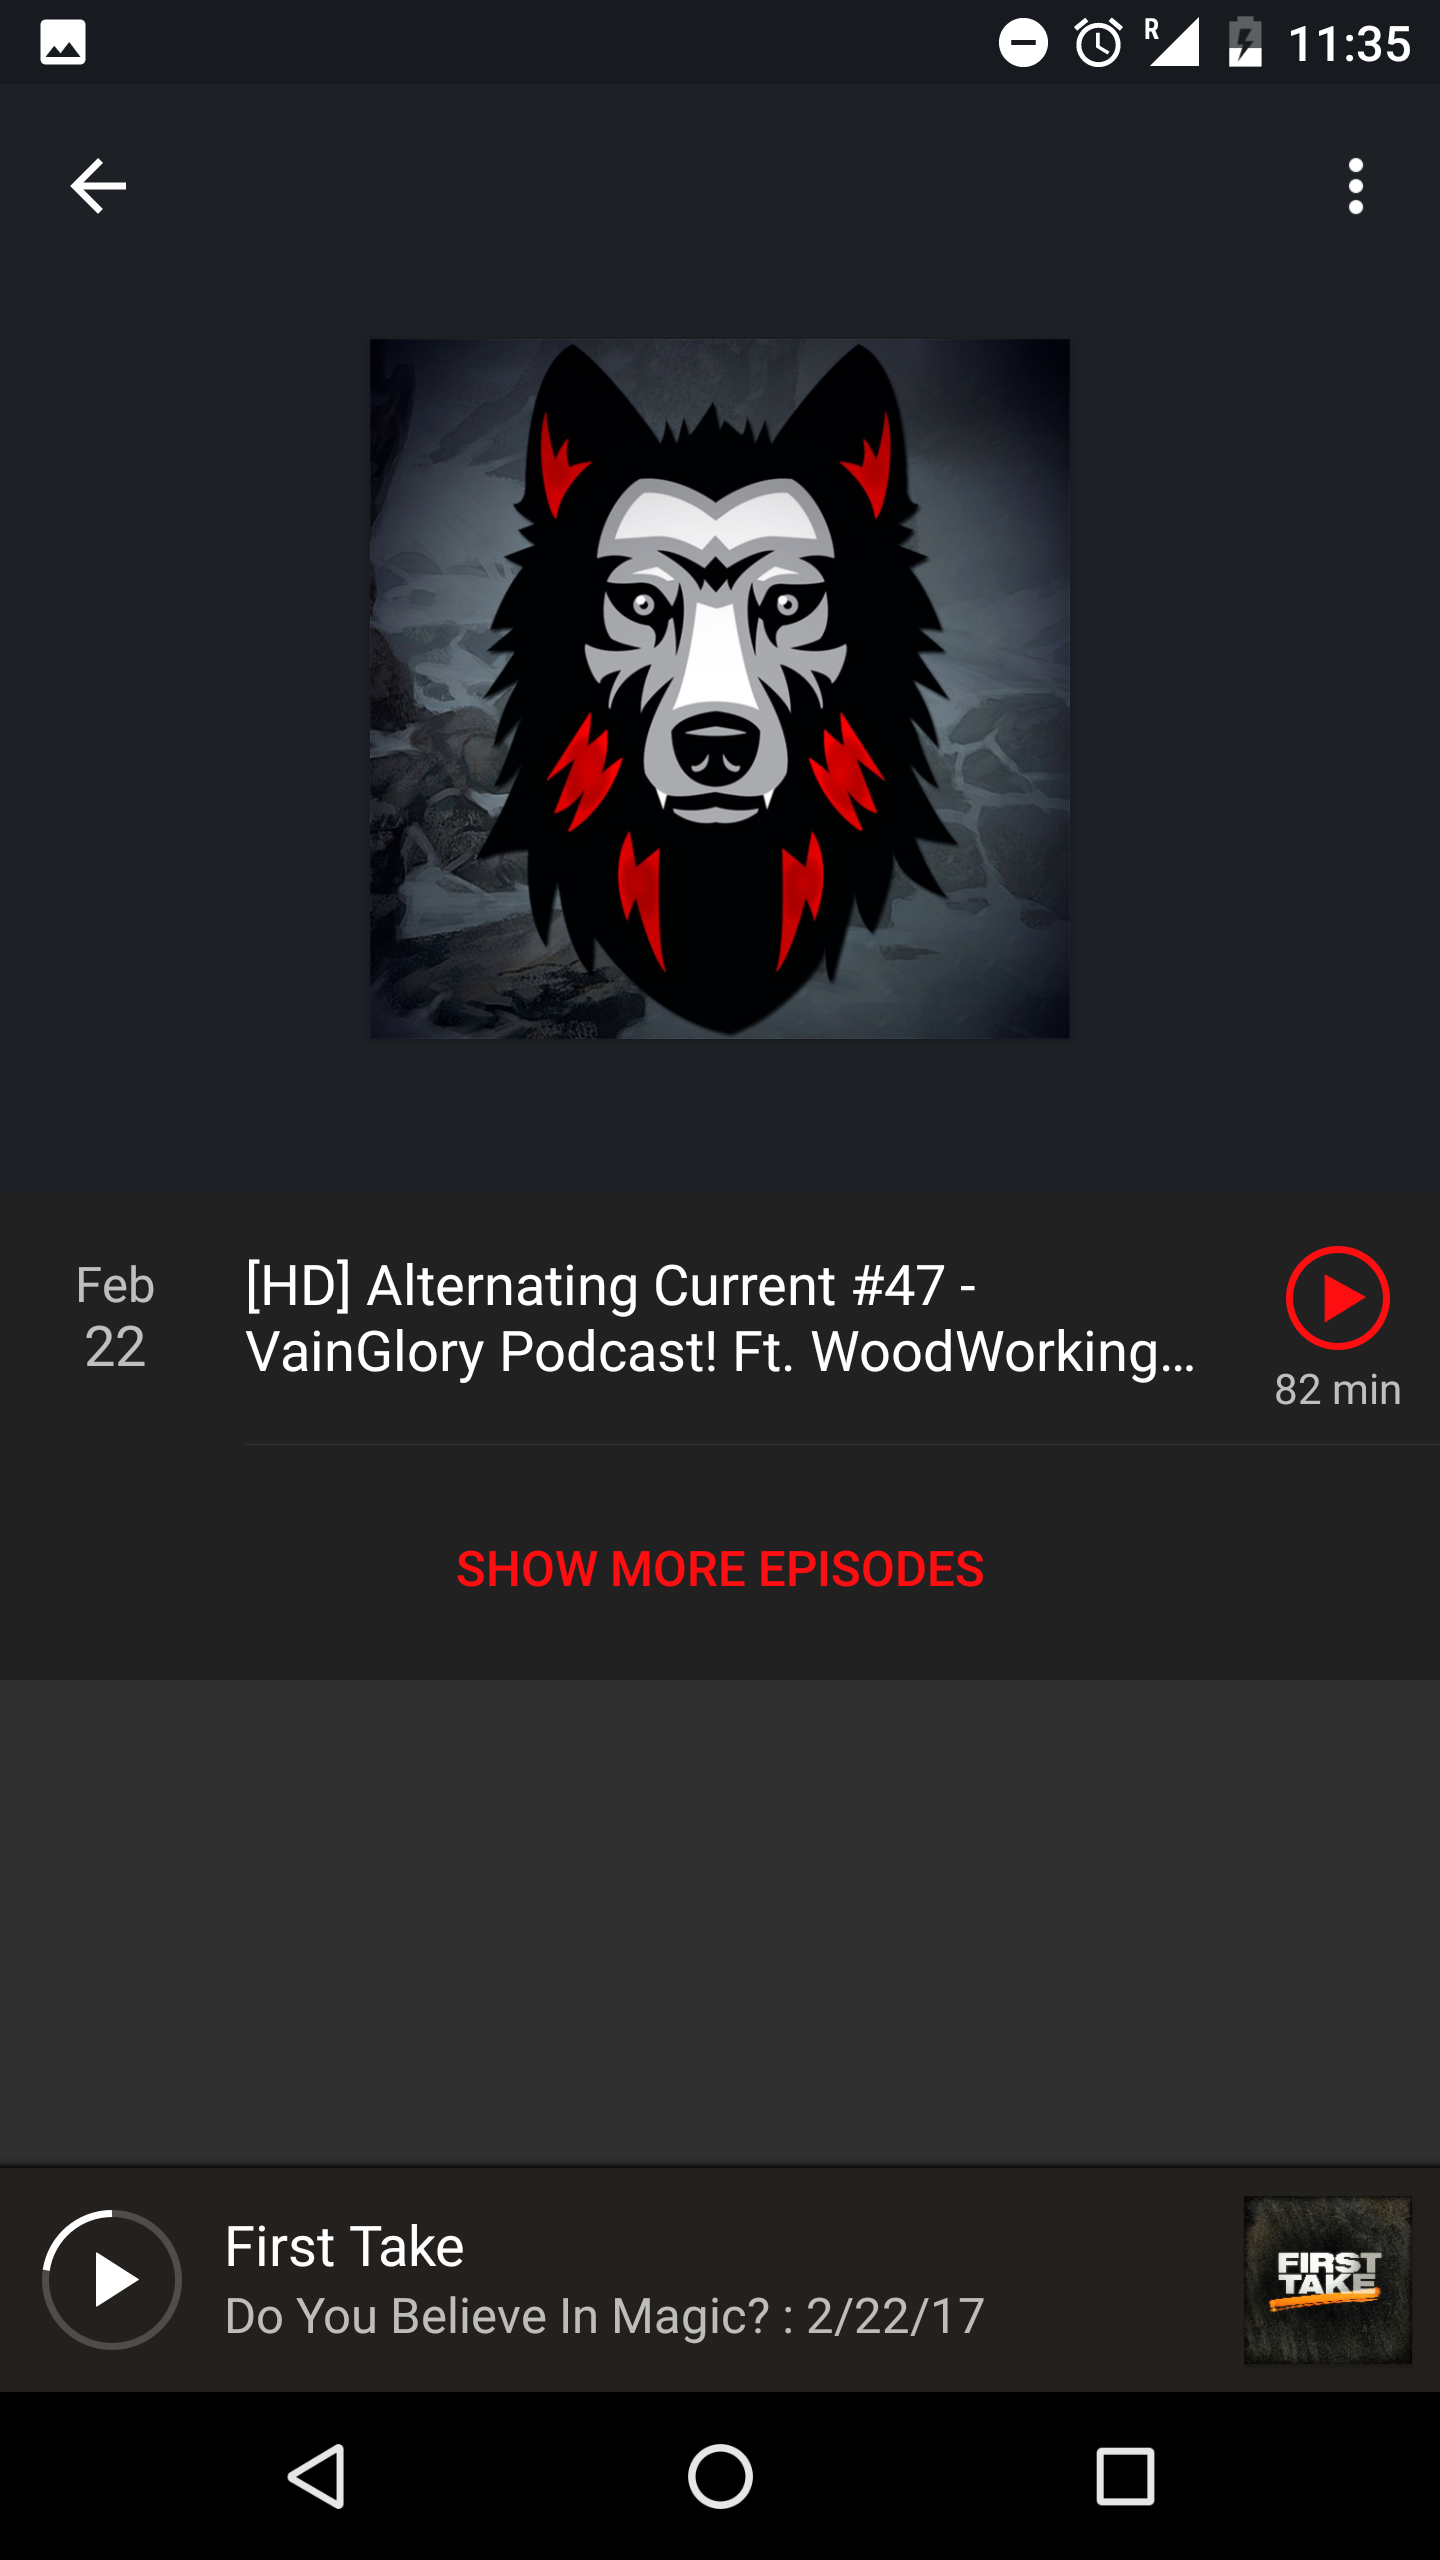 R 11:35
Feb
22
[HD] Alternating Current #47 -
VainGlory Podcast! Ft. WoodWorking...
82 min
SHOW MORE EPISODES
First Take
Do You Believe In Magic? : 2/22/17
FIRST
TAKE